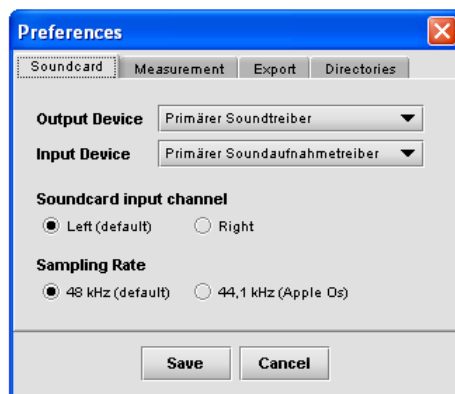 Preferences
Soundcard Measurement Export Directories
Output Device Primärer Soundtreiber
Input Device Primärer Soundaufnahmetreiber
Soundcard input channel
Left (default) Right
Sampling Rate
48 kHz (default) 44,1 kHz (Apple Os)
Save Cancel